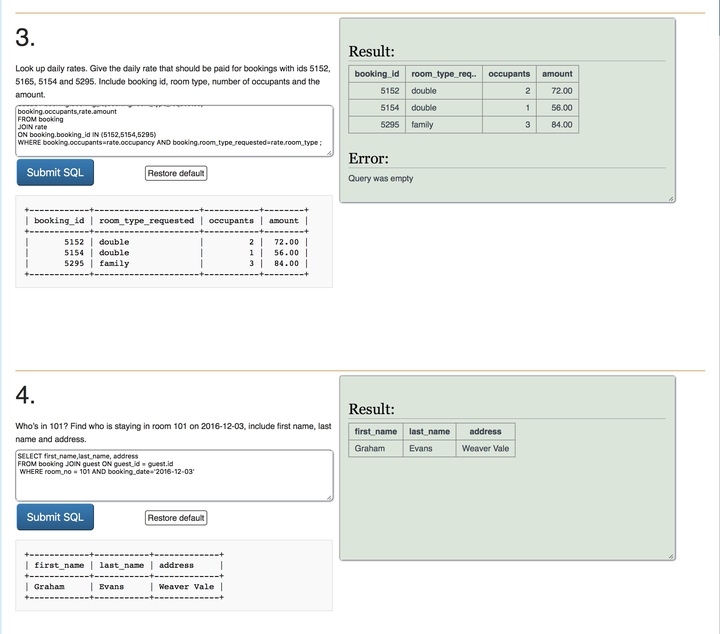 3.
Look up daily rates. Give the daily rate that should be paid for bookings with ids 5152,
5165, 5154 and 5295. Include booking id, room type, number of occupants and the
amount.
booking.occupants,rate.amount
FROM booking
JOIN rate
ON booking.booking_id IN (5152,5154,5295)
WHERE booking.occupants=rate.occupancy AND booking.room_type_requested=rate.room_type ;
Submit SQL
Restore default
+------------+---------------------+-----------+--------+
| booking_id | room_type_requested | occupants | amount |
+------------+---------------------+-----------+--------+
| 5152 | double | 2 | 72.00 |
| 5154 | double | 1 | 56.00 |
| 5295 | family | 3 | 84.00 |
+------------+---------------------+-----------+--------+
Result:
booking_id room_type_req.. occupants amount
5152 double 2 72.00
5154 double 1 56.00
5295 family 3 84.00
Error:
Query was empty
4.
Who's in 101? Find who is staying in room 101 on 2016-12-03, include first name, last
name and address.
SELECT first_name,last_name, address
FROM booking JOIN guest ON guest_id = guest.id
WHERE room_no = 101 AND booking_date='2016-12-03'
Submit SQL
Restore default
+------------+-----------+-------------+
| first_name | last_name | address |
+------------+-----------+-------------+
| Graham | Evans | Weaver Vale |
+------------+-----------+-------------+
Result:
first_name last_name address
Graham Evans Weaver Vale